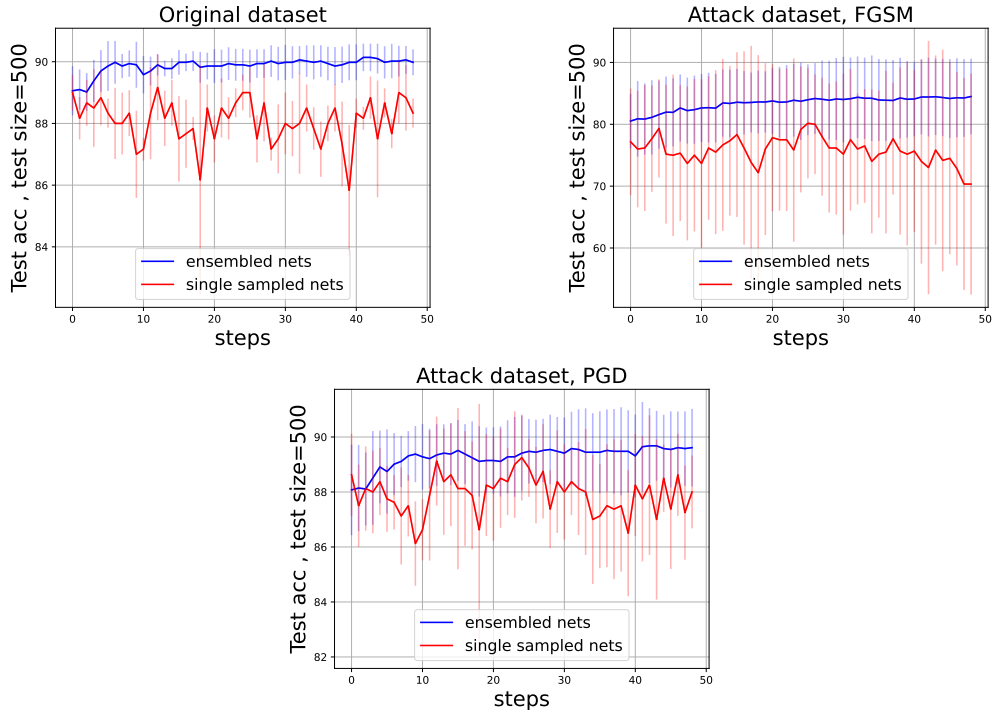 Original dataset
Test acc , test size=500
90
88
86
84
ensembled nets
single sampled nets
0 10 20 30 40 50
steps
Attack dataset, FGSM
Test acc , test size=500
90
80
70
60
ensembled nets
single sampled nets
0 10 20 30 40 50
steps
Attack dataset, PGD
Test acc , test size=500
90
88
86
84
82
ensembled nets
single sampled nets
0 10 20 30 40 50
steps